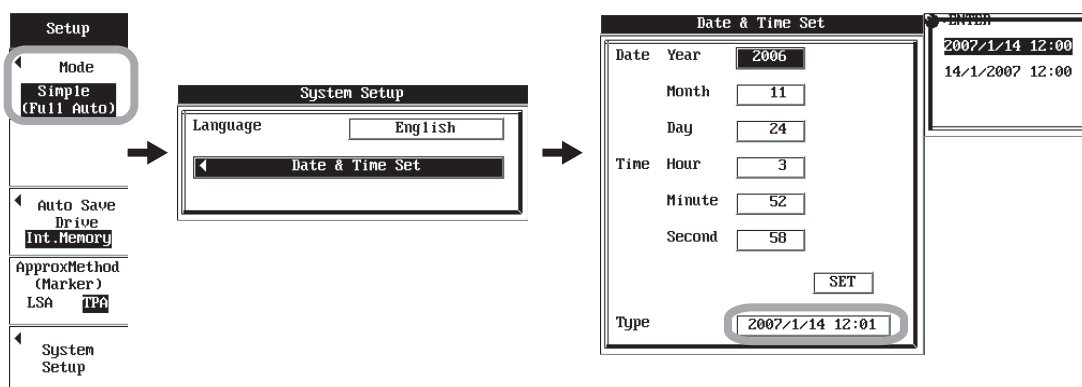 Setup
Mode
Simple
(Full Auto)
Auto Save
Drive
Int.Memory
ApproxMethod
(Marker)
LSA TPA
System
Setup
System Setup
Language English
Date & Time Set
Date & Time Set
Date Year 2006
Month 11
Day 24
Time Hour 3
Minute 52
Second 58
SET
Type 2007/1/14 12:01
:ENTER
2007/1/14 12:00
14/1/2007 12:00